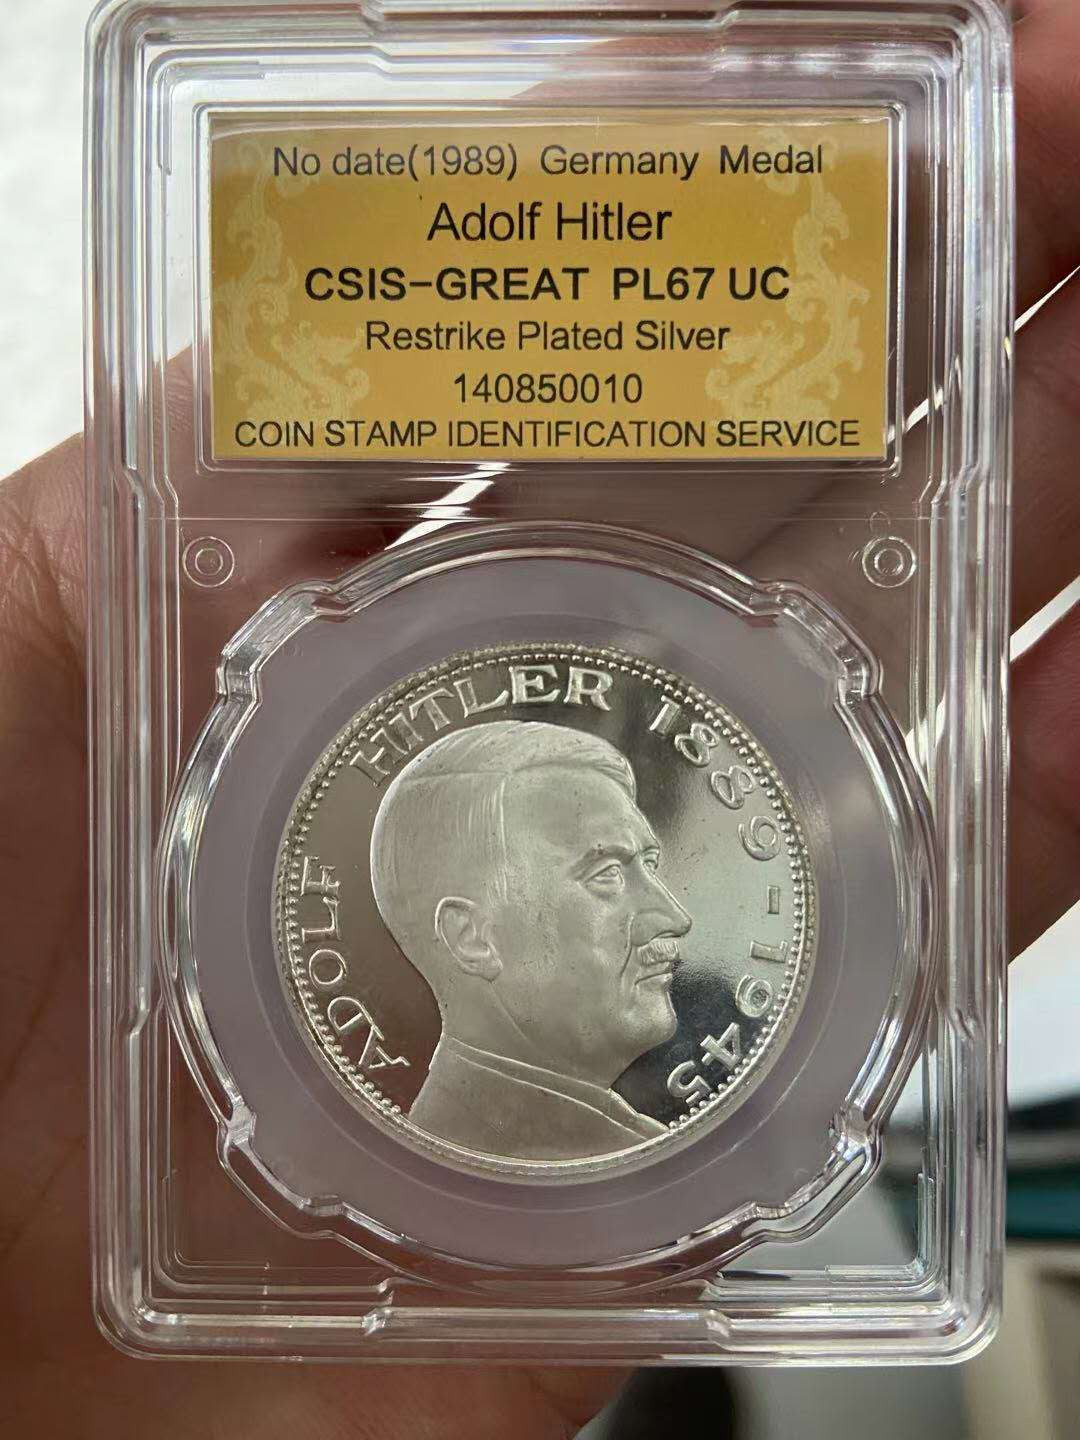 No date(1989) Germany Medal
Adolf Hitler
CSIS-GREAT PL67 UC
Restrike Plated Silver
140850010
COIN STAMP IDENTIFICATION SERVICE
ADOLF HITLER 1889-1945